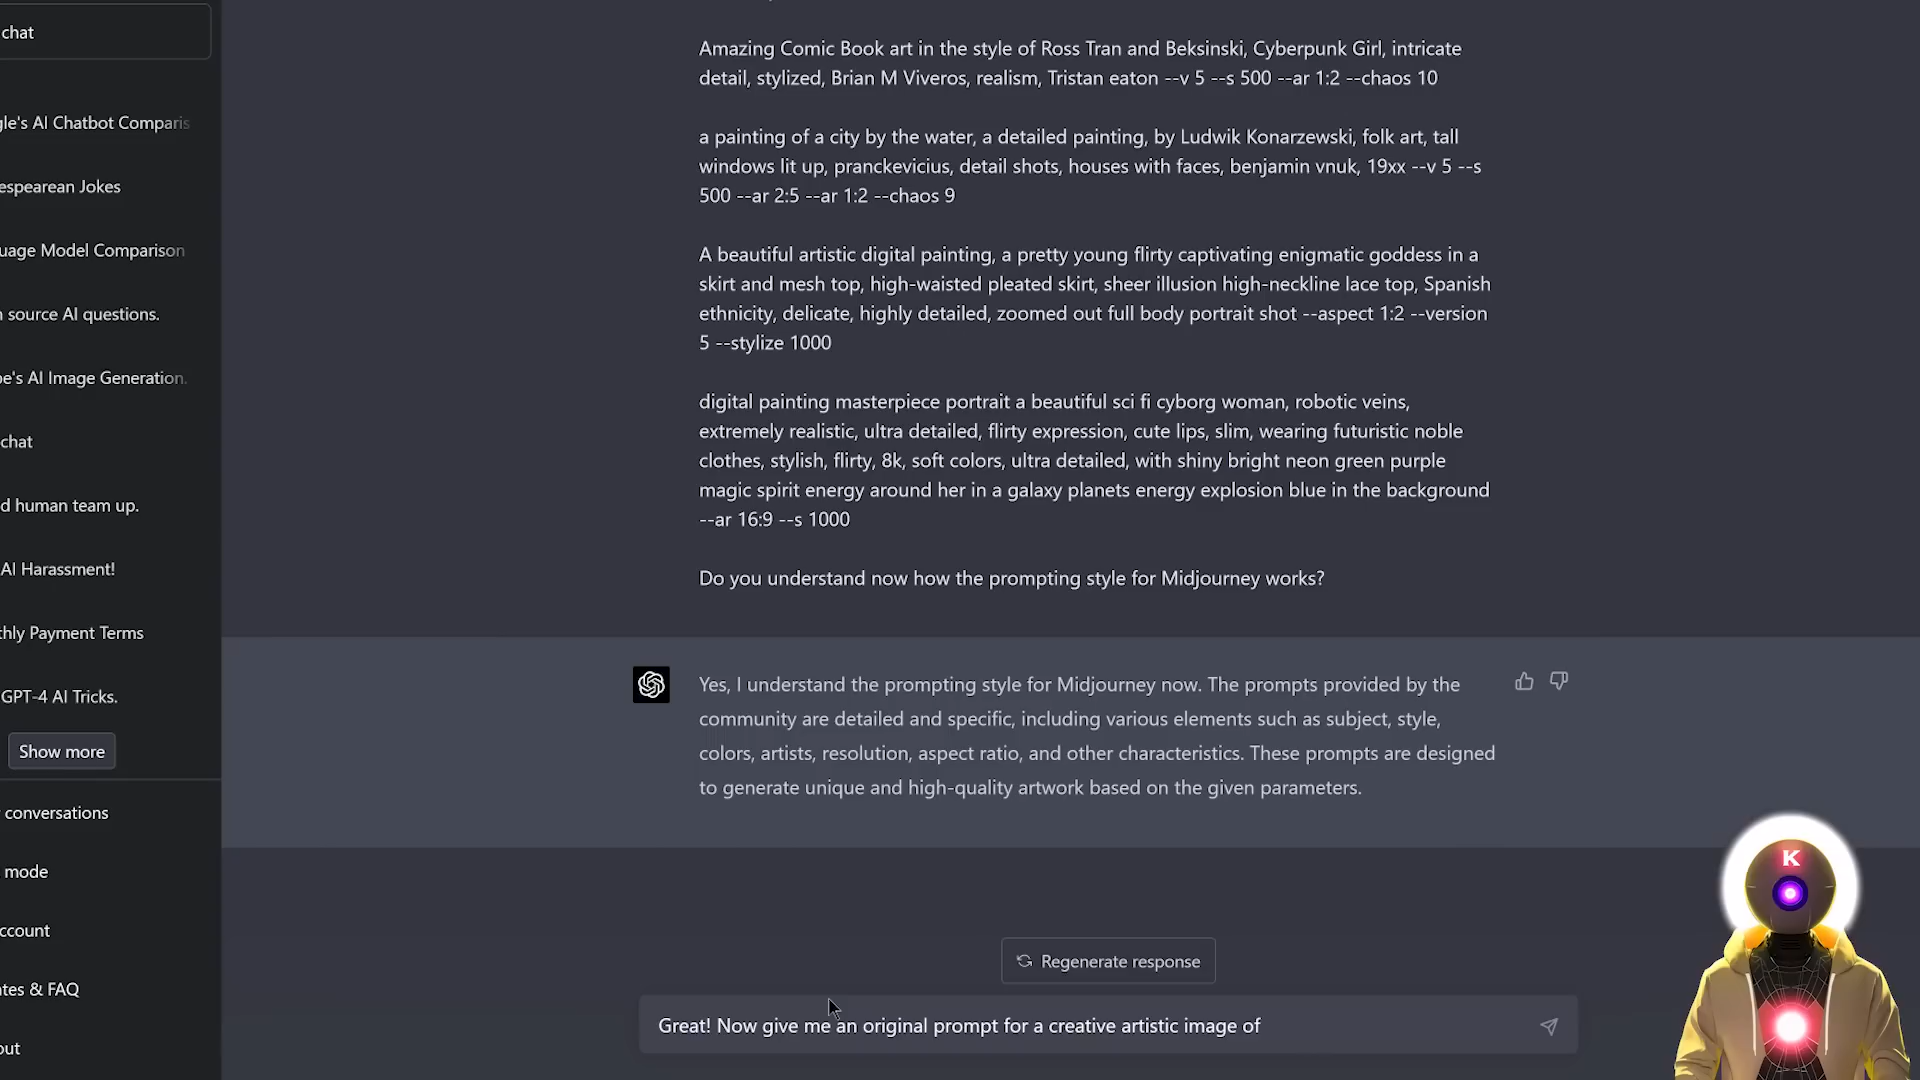 chat
gle's AI Chatbot Comparis
espearean Jokes
uage Model Comparison
source AI questions.
e's AI Image Generation.
chat
d human team up.
AI Harassment!
thly Payment Terms
GPT-4 AI Tricks.
Show more
conversations
mode
ccount
ates & FAQ
out
Amazing Comic Book art in the style of Ross Tran and Beksinski, Cyberpunk Girl, intricate
detail, stylized, Brian M Viveros, realism, Tristan eaton --v 5 --s 500 --ar 1:2 --chaos 10
a painting of a city by the water, a detailed painting, by Ludwik Konarzewski, folk art, tall
windows lit up, pranckevicius, detail shots, houses with faces, benjamin vnuk, 19xx --v 5 --s
500 --ar 2:5 --ar 1:2 --chaos 9
A beautiful artistic digital painting, a pretty young flirty captivating enigmatic goddess in a
skirt and mesh top, high-waisted pleated skirt, sheer illusion high-neckline lace top, Spanish
ethnicity, delicate, highly detailed, zoomed out full body portrait shot --aspect 1:2 --version
5 --stylize 1000
digital painting masterpiece portrait a beautiful sci fi cyborg woman, robotic veins,
extremely realistic, ultra detailed, flirty expression, cute lips, slim, wearing futuristic noble
clothes, stylish, flirty, 8k, soft colors, ultra detailed, with shiny bright neon green purple
magic spirit energy around her in a galaxy planets energy explosion blue in the background
--ar 16:9 --s 1000
Do you understand now how the prompting style for Midjourney works?
Yes, I understand the prompting style for Midjourney now. The prompts provided by the
community are detailed and specific, including various elements such as subject, style,
colors, artists, resolution, aspect ratio, and other characteristics. These prompts are designed
to generate unique and high-quality artwork based on the given parameters.
Regenerate response
Great! Now give me an original prompt for a creative artistic image of
K